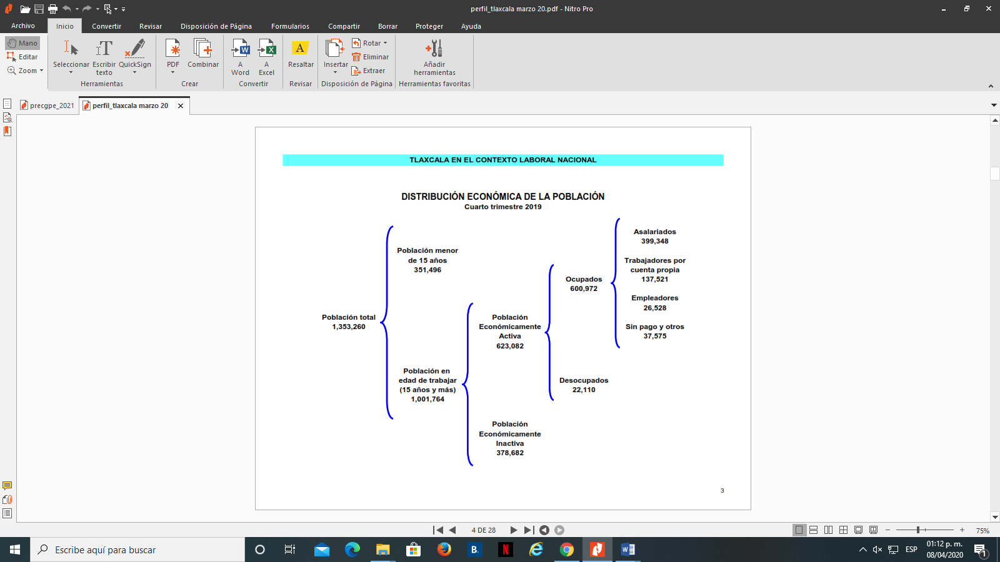 perfil_tlaxcala marzo 20.pdf - Nitro Pro
Archivo
Inicio
Convertir
Revisar
Disposición de Página
Formularios
Compartir
Borrar
Proteger
Ayuda
Mano
Editar
Zoom
Seleccionar
Escribir
texto
QuickSign
Herramientas
PDF
Combinar
Crear
A
Word
A
Excel
Convertir
Resaltar
Revisar
Insertar
Rotar
Eliminar
Extraer
Disposición de Página
Añadir
herramientas
Herramientas favoritas
precgpe_2021
perfil_tlaxcala marzo 20
TLAXCALA EN EL CONTEXTO LABORAL NACIONAL
DISTRIBUCIÓN ECONÓMICA DE LA POBLACIÓN
Cuarto trimestre 2019
Población total
1,353,260
Población menor
de 15 años
351,496
Población en
edad de trabajar
(15 años y más)
1,001,764
Población
Económicamente
Activa
623,082
Población
Económicamente
Inactiva
378,682
Ocupados
600,972
Desocupados
22,110
Asalariados
399,348
Trabajadores por
cuenta propia
137,521
Empleadores
26,528
Sin pago y otros
37,575
3
4 DE 28
75%
Escribe aquí para buscar
ESP
01:12 p. m.
08/04/2020
1